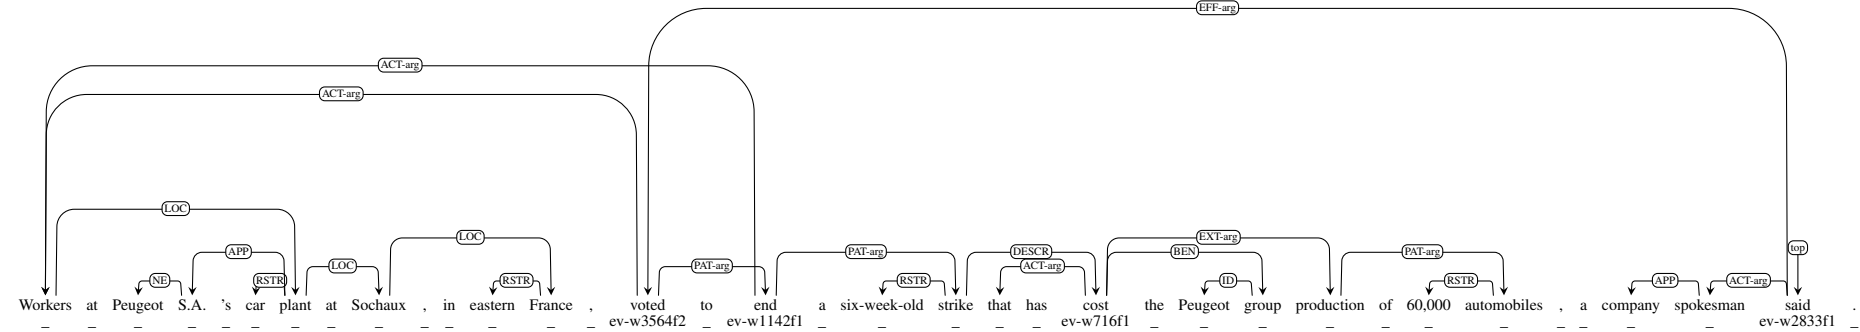 EFF-arg
ACT-arg
ACT-arg
LOC
LOC EXT-arg
APP PAT-arg DESCR BEN PAT-arg top
LOC PAT-arg ACT-arg
NE RSTR RSTR RSTR ID RSTR APP ACT-arg
Workers at Peugeot S.A. 's car plant at Sochaux , in eastern France , voted to end a six-week-old strike that has cost the Peugeot group production of 60,000 automobiles , a company spokesman said .
_ _ _ _ _ _ _ _ _ _ _ _ _ _ ev-w3564f2 _ ev-w1142f1 _ _ _ _ _ ev-w716f1 _ _ _ _ _ _ _ _ _ _ _ ev-w2833f1 _